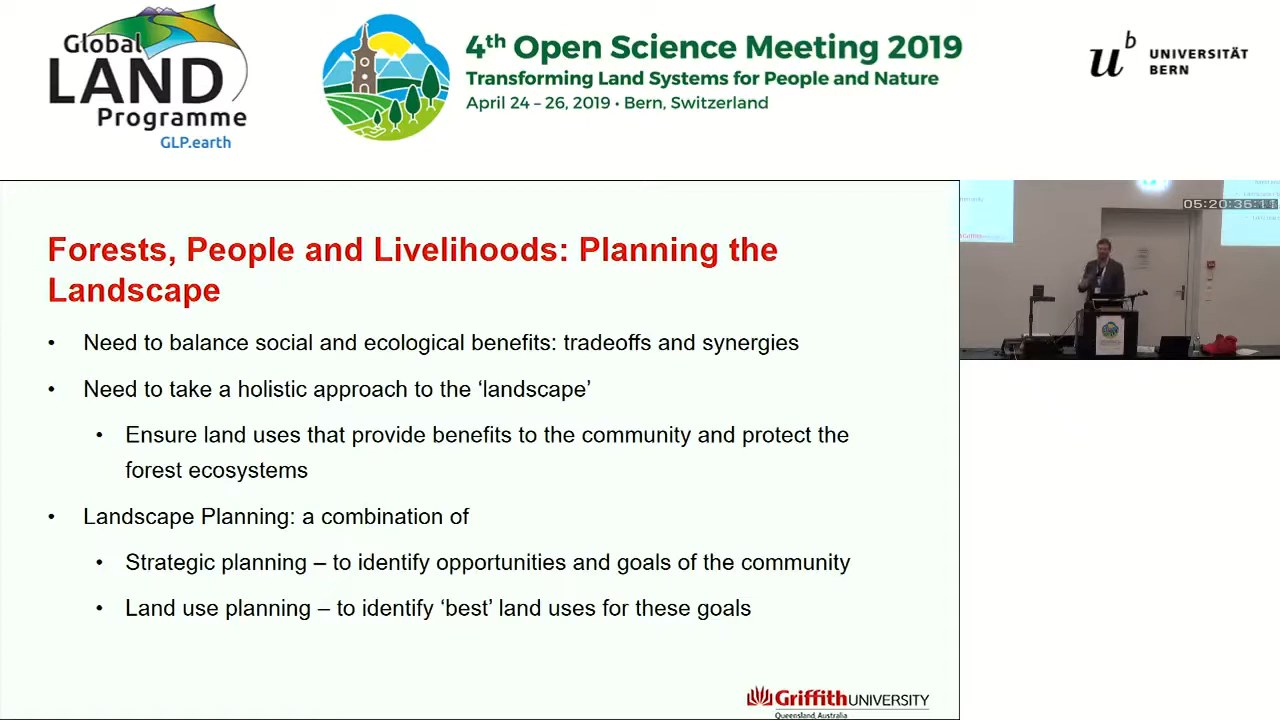 Global
LAND
Programme
GLP.earth
4th Open Science Meeting 2019
Transforming Land Systems for People and Nature
April 24 – 26, 2019 • Bern, Switzerland
u b
UNIVERSITÄT
BERN
Forests, People and Livelihoods: Planning the
Landscape
• Need to balance social and ecological benefits: tradeoffs and synergies
• Need to take a holistic approach to the ‘landscape’
• Ensure land uses that provide benefits to the community and protect the
forest ecosystems
• Landscape Planning: a combination of
• Strategic planning – to identify opportunities and goals of the community
• Land use planning – to identify ‘best’ land uses for these goals
Griffith UNIVERSITY
Queensland, Australia
05:20:36:11